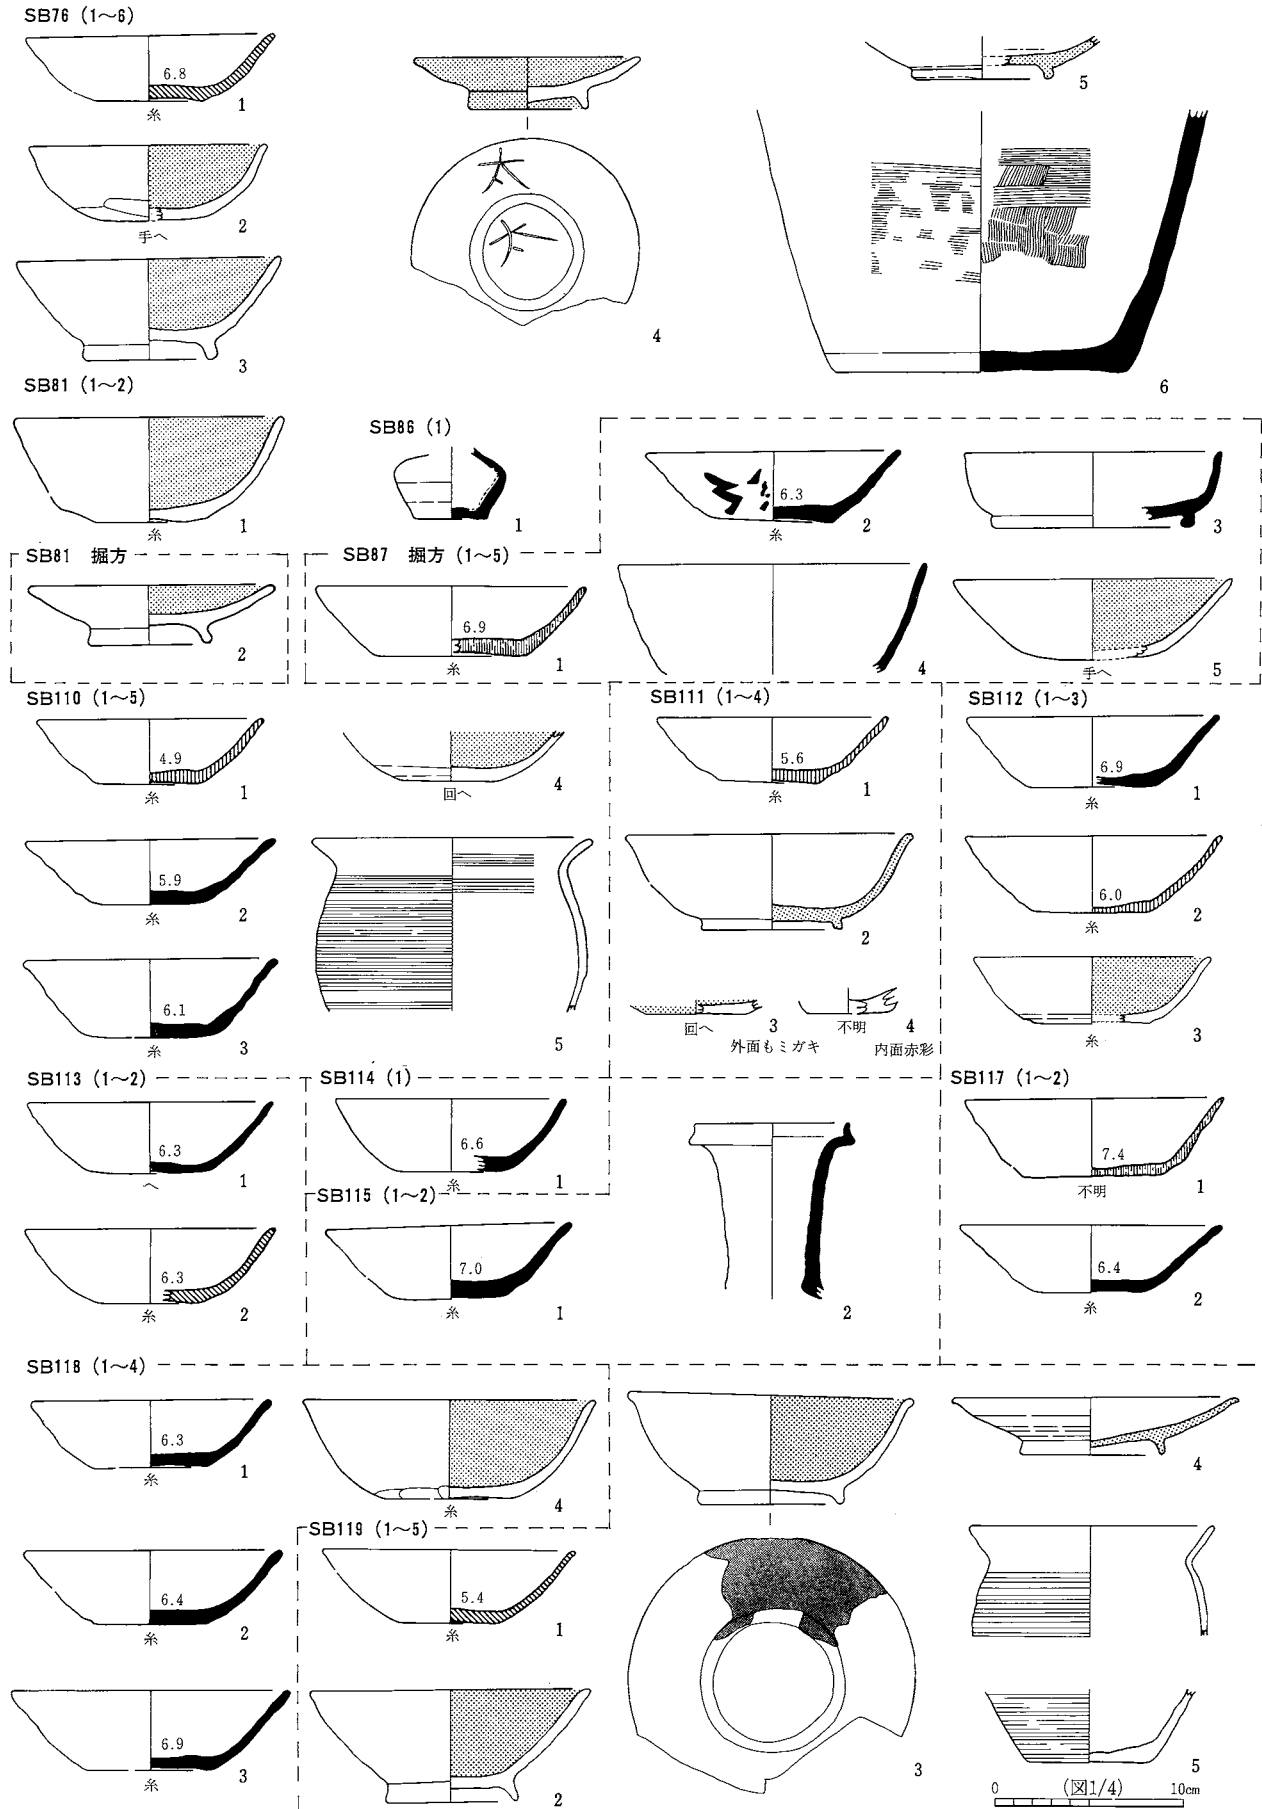 SB76 (1～6)
6.8
糸
1
手へ
2
3
大
大
4
5
6
SB81 (1～2)
糸
1
SB81 掘方
2
SB86 (1)
1
SB87 掘方 (1～5)
6.9
糸
1
6.3
糸
2
3
4
手へ
5
SB110 (1～5)
4.9
糸
1
5.9
糸
2
6.1
糸
3
回へ
4
5
SB111 (1～4)
5.6
糸
1
2
回へ
3
外面もミガキ
不明
4
内面赤彩
SB112 (1～3)
6.9
糸
1
6.0
糸
2
糸
3
SB113 (1～2)
6.3
へ
1
6.3
糸
2
SB114 (1)
6.6
糸
1
SB115 (1～2)
7.0
糸
1
2
SB117 (1～2)
7.4
不明
1
6.4
糸
2
SB118 (1～4)
6.3
糸
1
6.4
糸
2
6.9
糸
3
糸
4
SB119 (1～5)
5.4
糸
1
2
3
4
5
(図1/4)
0 10cm